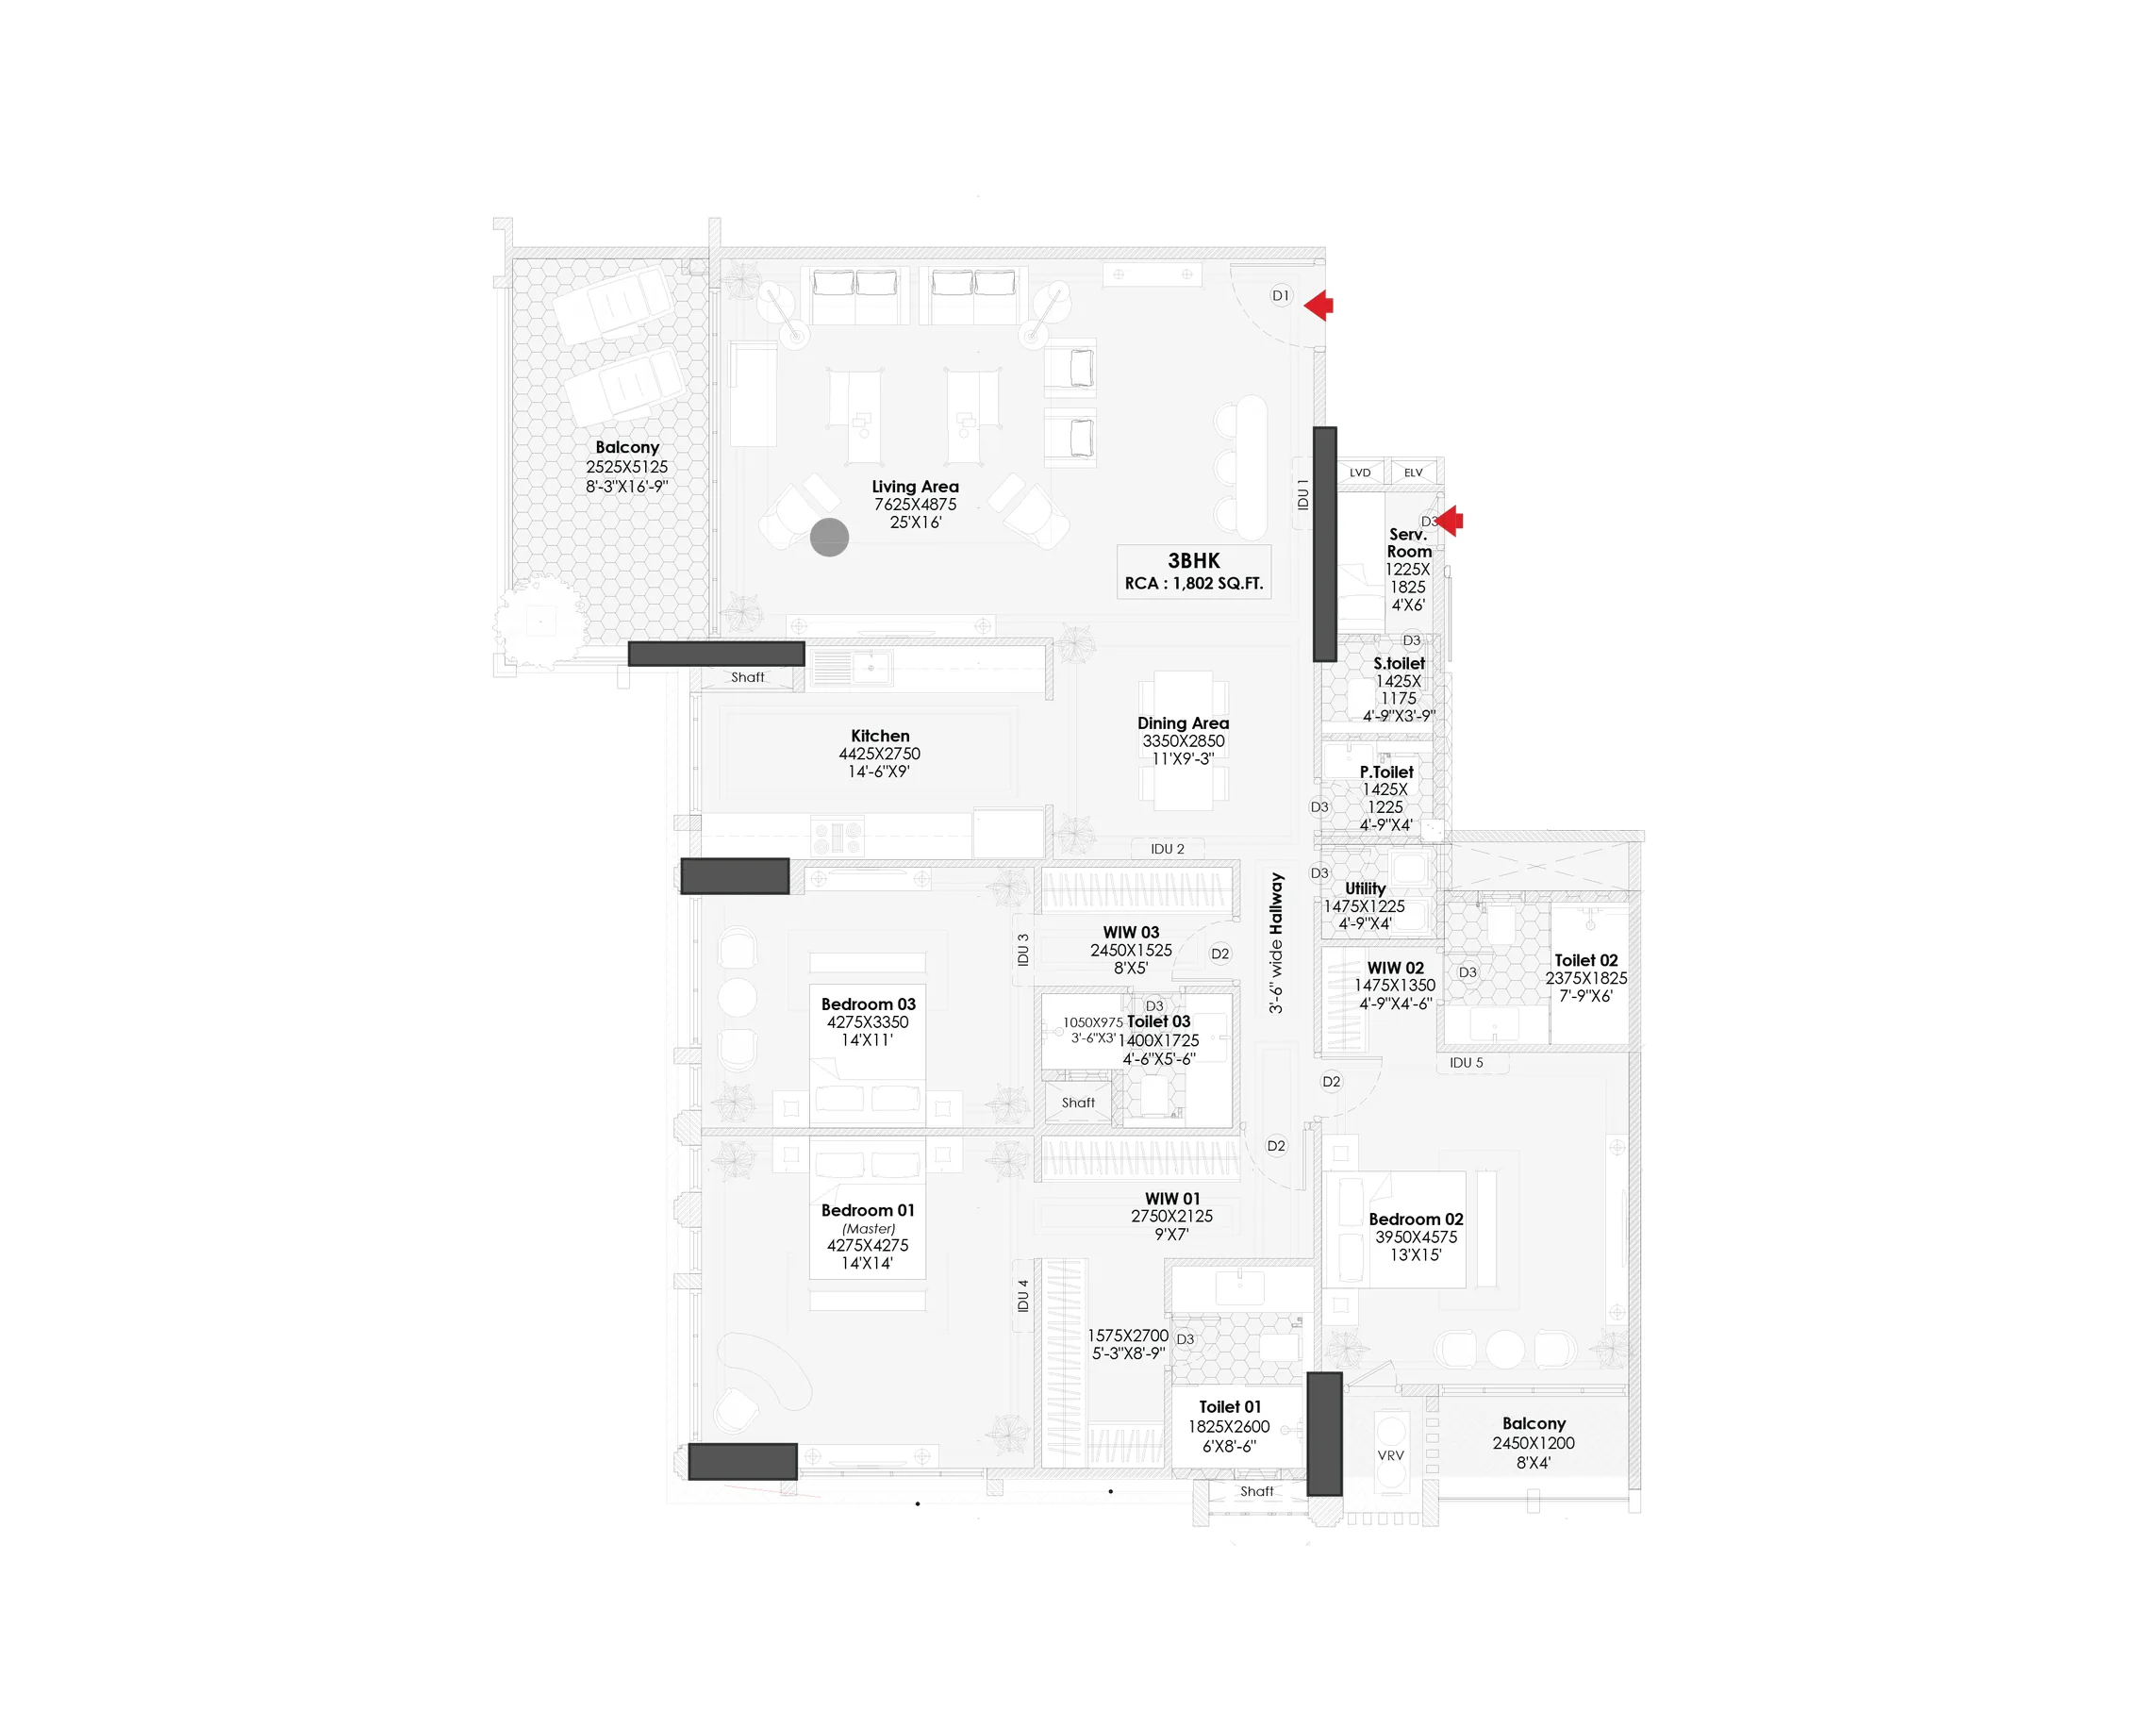 D1
Balcony
2525X5125
8'-3"X16'-9"
Living Area
7625X4875
25'X16'
IDU 1
LVD
ELV
D3
Serv.
Room
1225X
1825
4'X6'
3BHK
RCA : 1,802 SQ.FT.
D3
S.toilet
1425X
1175
4'-9"X3'-9"
Shaft
Kitchen
4425X2750
14'-6"X9'
Dining Area
3350X2850
11'X9'-3"
P.Toilet
1425X
1225
4'-9"X4'
D3
IDU 2
D3
Utility
1475X1225
4'-9"X4'
3'-6" wide Hallway
IDU 3
WIW 03
2450X1525
8'X5'
D2
WIW 02
1475X1350
4'-9"X4'-6"
D3
Toilet 02
2375X1825
7'-9"X6'
Bedroom 03
4275X3350
14'X11'
D3
1050X975
3'-6"X3'
Toilet 03
1400X1725
4'-6"X5'-6"
Shaft
D2
IDU 5
D2
Bedroom 01
(Master)
4275X4275
14'X14'
WIW 01
2750X2125
9'X7'
Bedroom 02
3950X4575
13'X15'
IDU 4
1575X2700
5'-3"X8'-9"
D3
Toilet 01
1825X2600
6'X8'-6"
VRV
Balcony
2450X1200
8'X4'
Shaft